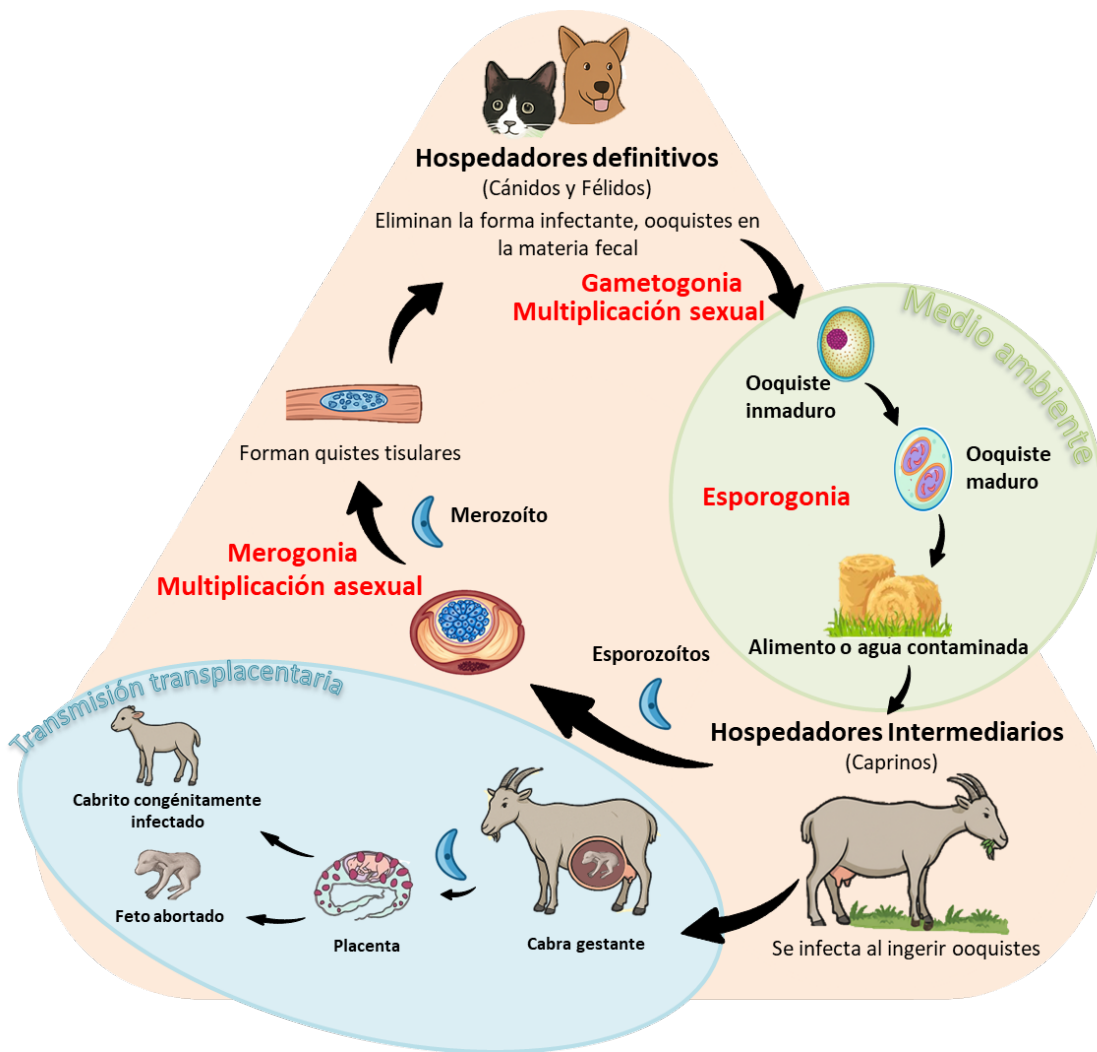 Hospedadores definitivos
(Cánidos y Félidos)
Eliminan la forma infectante, ooquistes en
la materia fecal
Gametogonia
Multiplicación sexual
Medio ambiente
Ooquiste
inmaduro
Ooquiste
maduro
Esporogonia
Alimento o agua contaminada
Forman quistes tisulares
Merozoíto
Merogonia
Multiplicación asexual
Esporozoítos
Hospedadores Intermediarios
(Caprinos)
Se infecta al ingerir ooquistes
Transmisión transplacentaria
Cabrito congénitamente
infectado
Feto abortado
Placenta
Cabra gestante